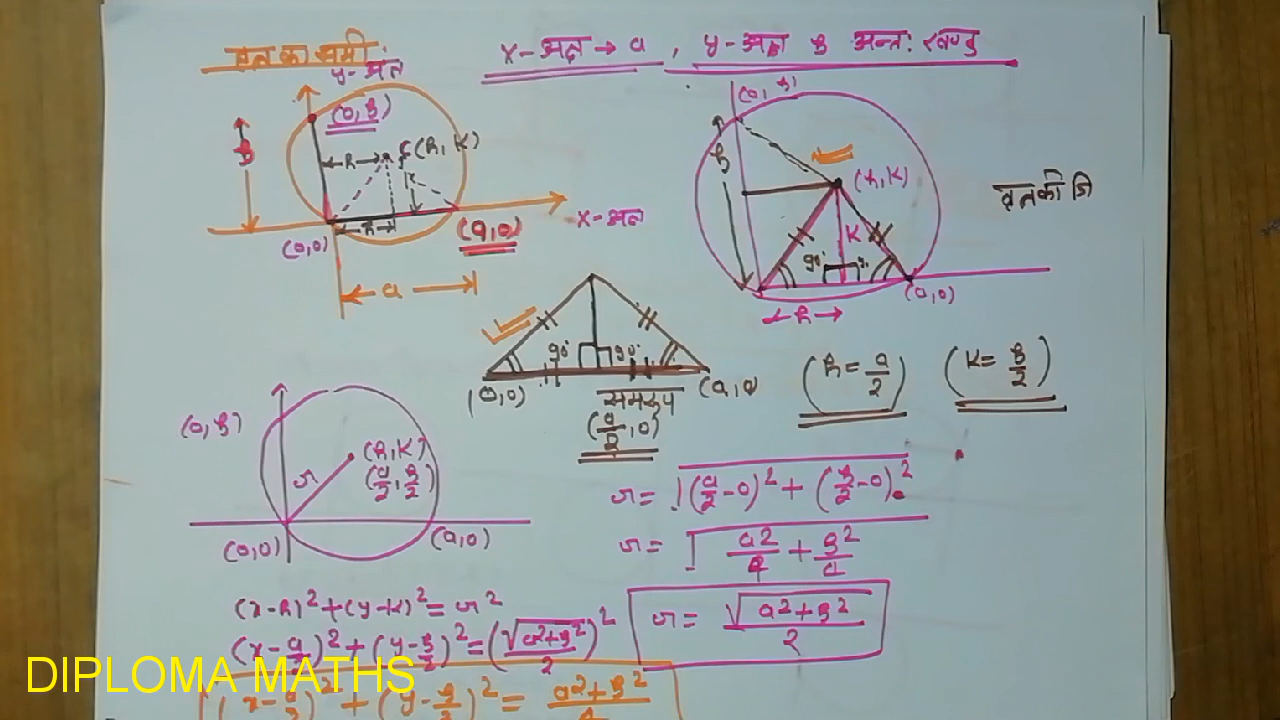 वृत का समी.
x-अक्ष → a , y-अक्ष b अन्तः खण्ड
y-अक्ष
(0, b)
b
h
C(h, k)
k
h
(0,0)
(a,0)
x-अक्ष
a
(0, b)
b
(h, k)
k
90°
h
(a,0)
वृत की त्रि
90° 90°
(0,0)
समरूप
(a, 0)
(a/2, 0)
(h = a/2) (k = b/2)
(0, b)
(h, k)
(a/2, b/2)
r
(0,0)
(a,0)
r = √(a/2 - 0)² + (b/2 - 0)²
r = √a²/4 + b²/4
r = √a²+b²/2
(x-h)² + (y-k)² = r²
(x - a/2)² + (y - b/2)² = (√a²+b²/2)²
(x - a/2)² + (y - b/2)² = a²+b²/4
DIPLOMA MATHS